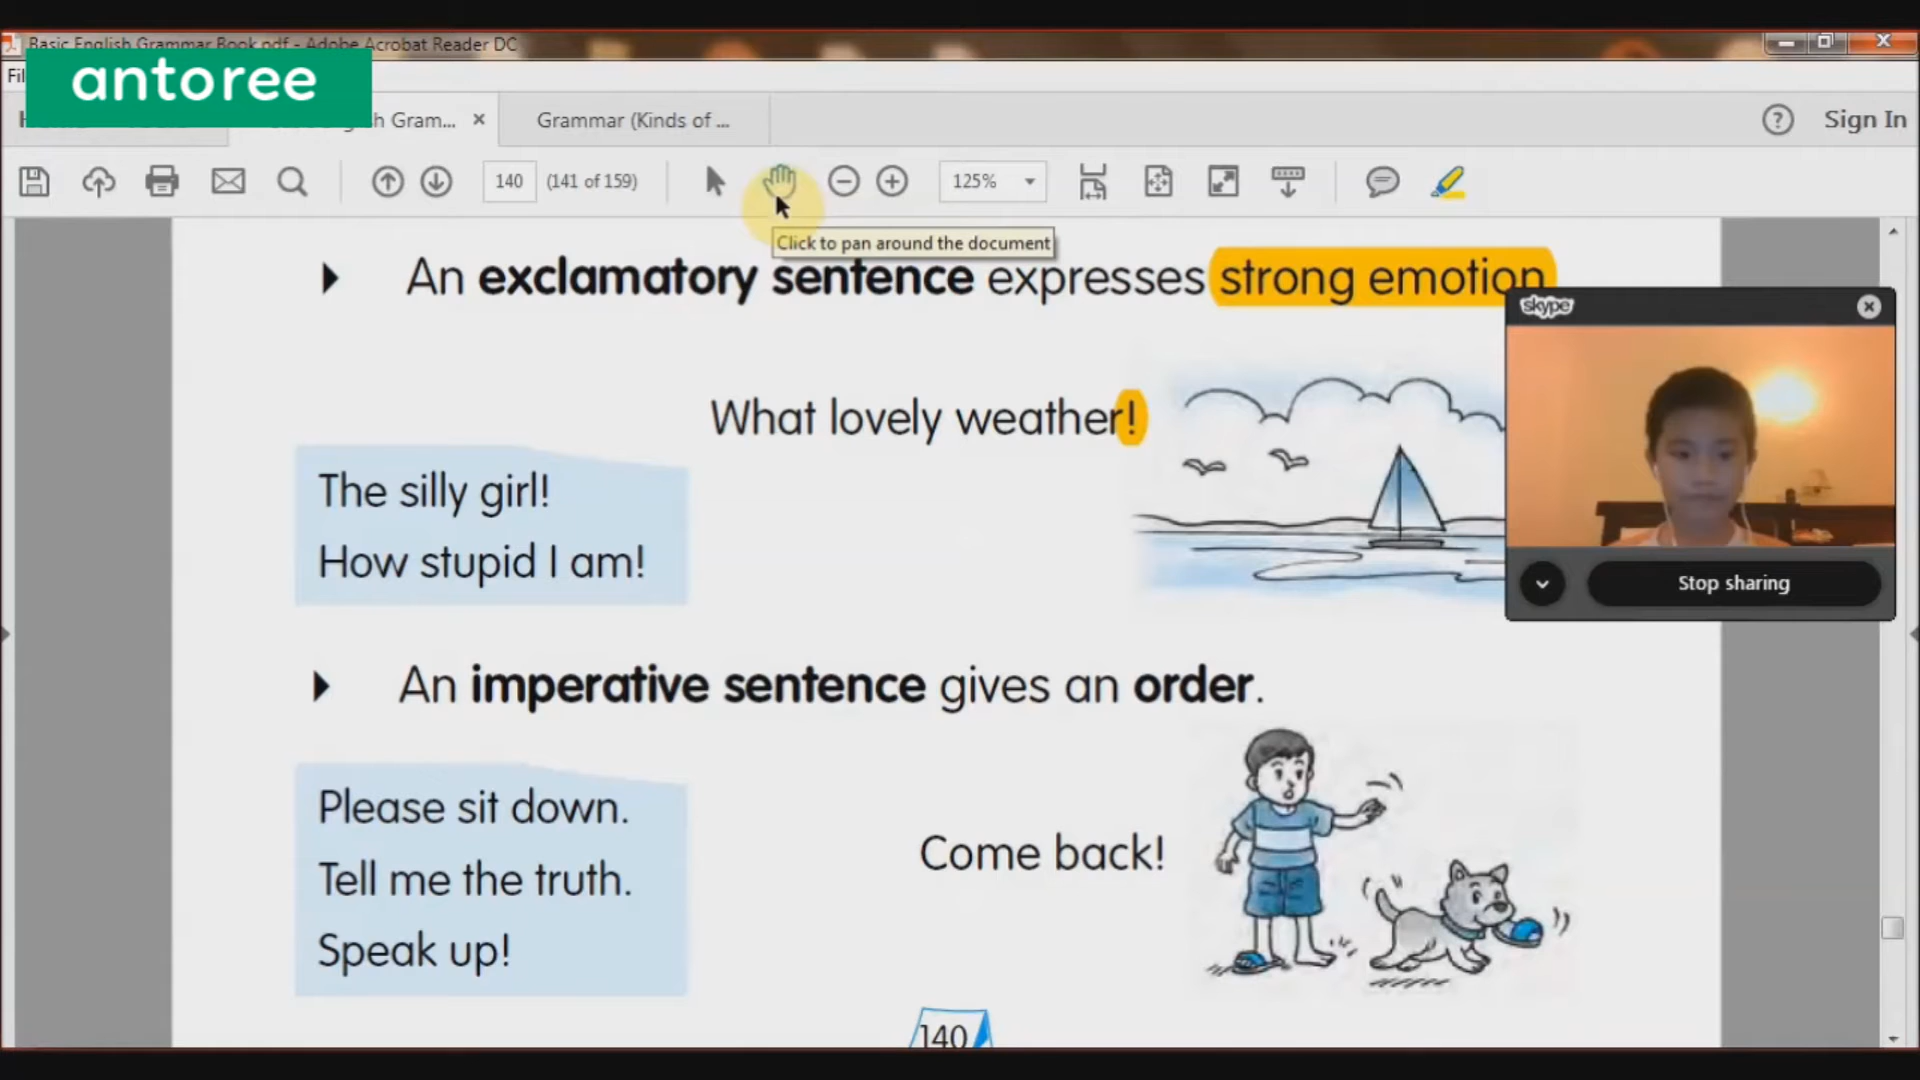 Basic English Grammar Book.pdf - Adobe Acrobat Reader DC
antoree
Gram...
Grammar (Kinds of ...
Sign In
140
(141 of 159)
125%
Click to pan around the document
An exclamatory sentence expresses strong emotion
skype
What lovely weather!
The silly girl!
How stupid I am!
Stop sharing
An imperative sentence gives an order.
Please sit down.
Tell me the truth.
Come back!
Speak up!
140